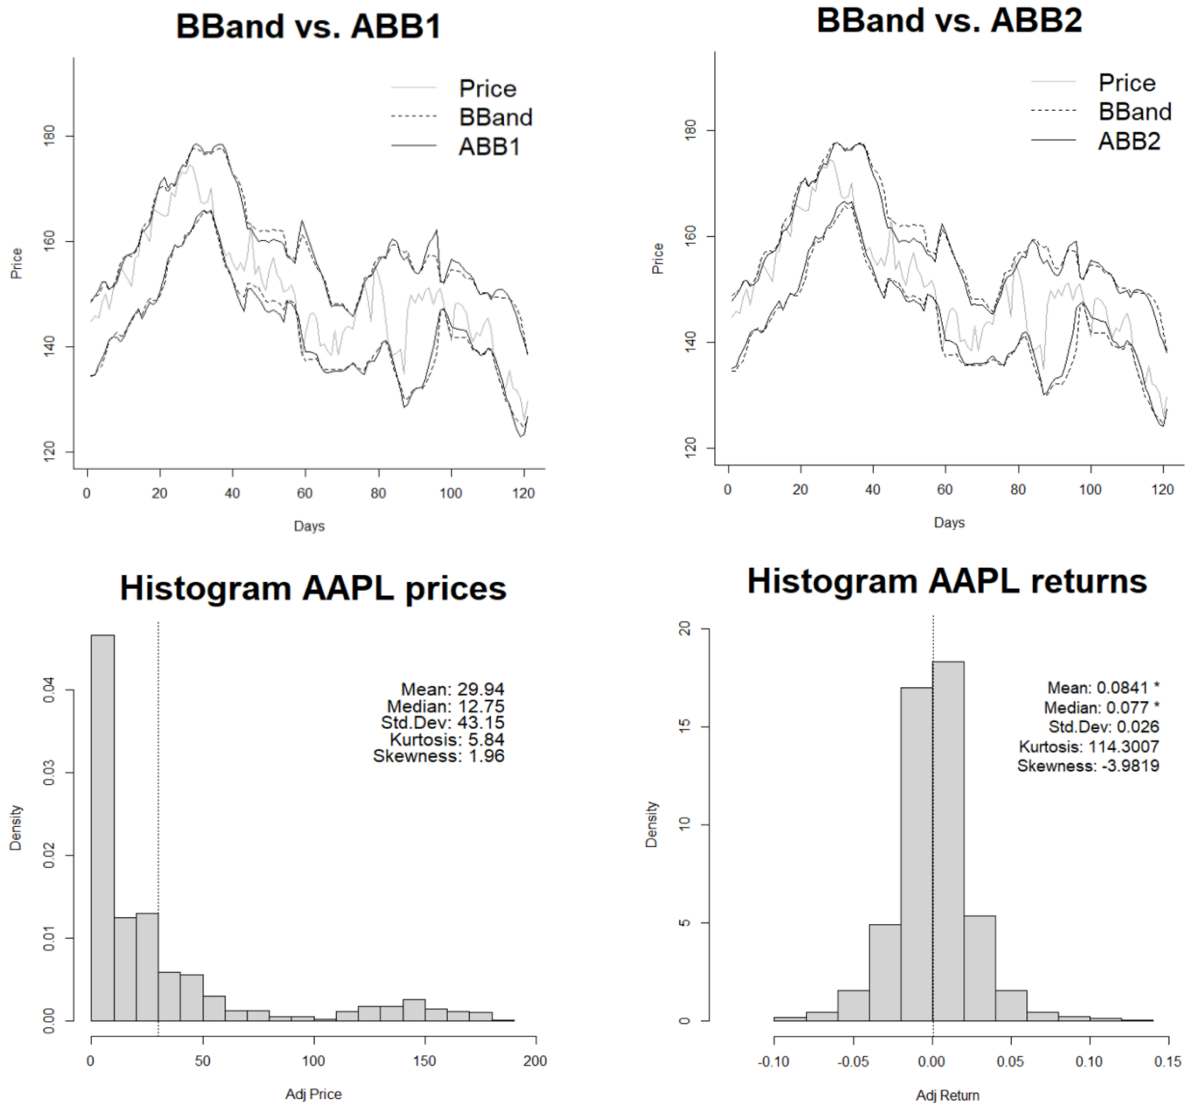 BBand vs. ABB1
Price
BBand
ABB1
180
160
140
120
Price
0 20 40 60 80 100 120
Days
BBand vs. ABB2
Price
BBand
ABB2
180
160
140
120
Price
0 20 40 60 80 100 120
Days
Histogram AAPL prices
Mean: 29.94
Median: 12.75
Std.Dev: 43.15
Kurtosis: 5.84
Skewness: 1.96
0.04
0.03
0.02
0.01
0.00
Density
0 50 100 150 200
Adj Price
Histogram AAPL returns
Mean: 0.0841 *
Median: 0.077 *
Std.Dev: 0.026
Kurtosis: 114.3007
Skewness: -3.9819
20
15
10
5
0
Density
-0.10 -0.05 0.00 0.05 0.10 0.15
Adj Return